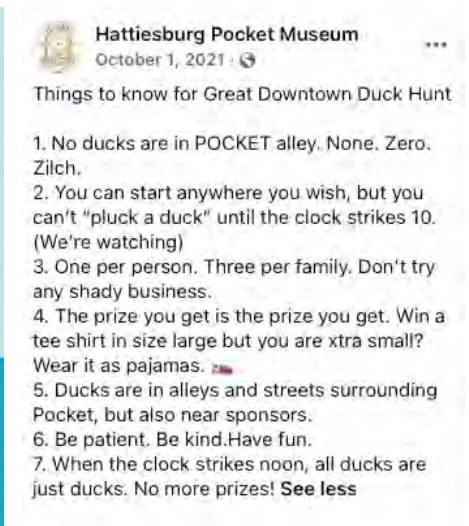 Hattiesburg Pocket Museum
October 1, 2021 ·
Things to know for Great Downtown Duck Hunt
1. No ducks are in POCKET alley. None. Zero.
Zilch.
2. You can start anywhere you wish, but you
can't "pluck a duck" until the clock strikes 10.
(We're watching)
3. One per person. Three per family. Don't try
any shady business.
4. The prize you get is the prize you get. Win a
tee shirt in size large but you are xtra small?
Wear it as pajamas.
5. Ducks are in alleys and streets surrounding
Pocket, but also near sponsors.
6. Be patient. Be kind.Have fun.
7. When the clock strikes noon, all ducks are
just ducks. No more prizes! See less